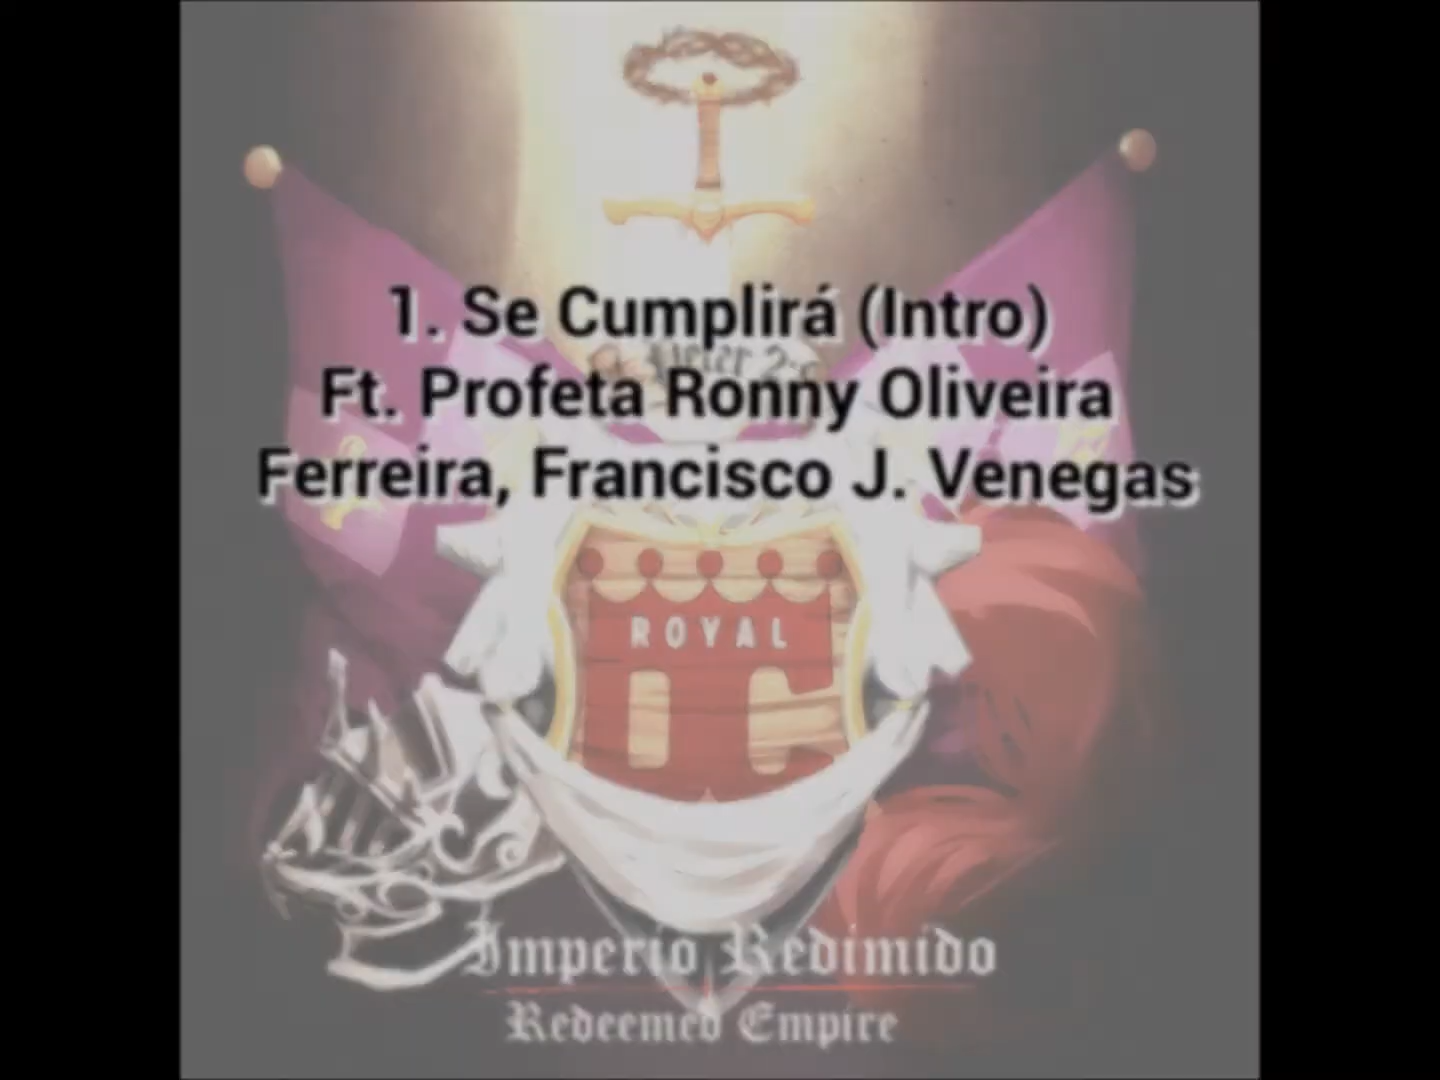 1. Se Cumplirá (Intro)
Ft. Profeta Ronny Oliveira
Ferreira, Francisco J. Venegas
ROYAL
Imperio Redimido
Redeemed Empire